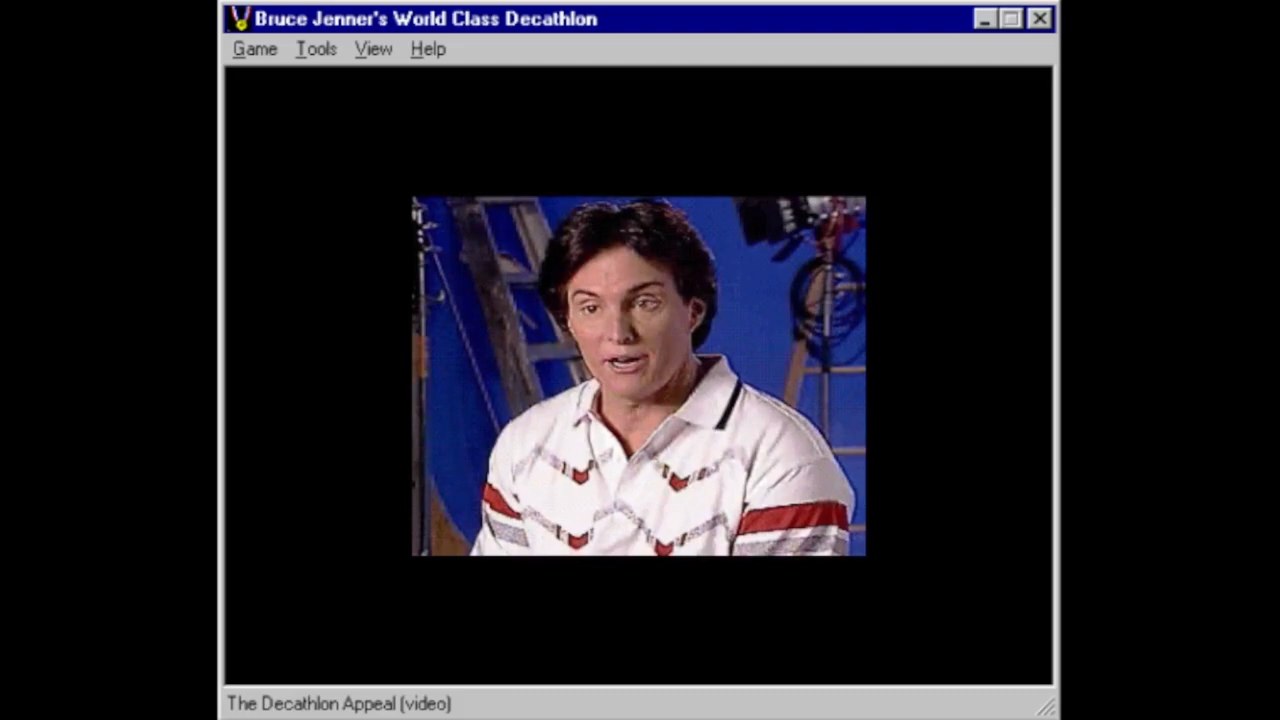 Bruce Jenner's World Class Decathlon
Game Tools View Help
The Decathlon Appeal (video)